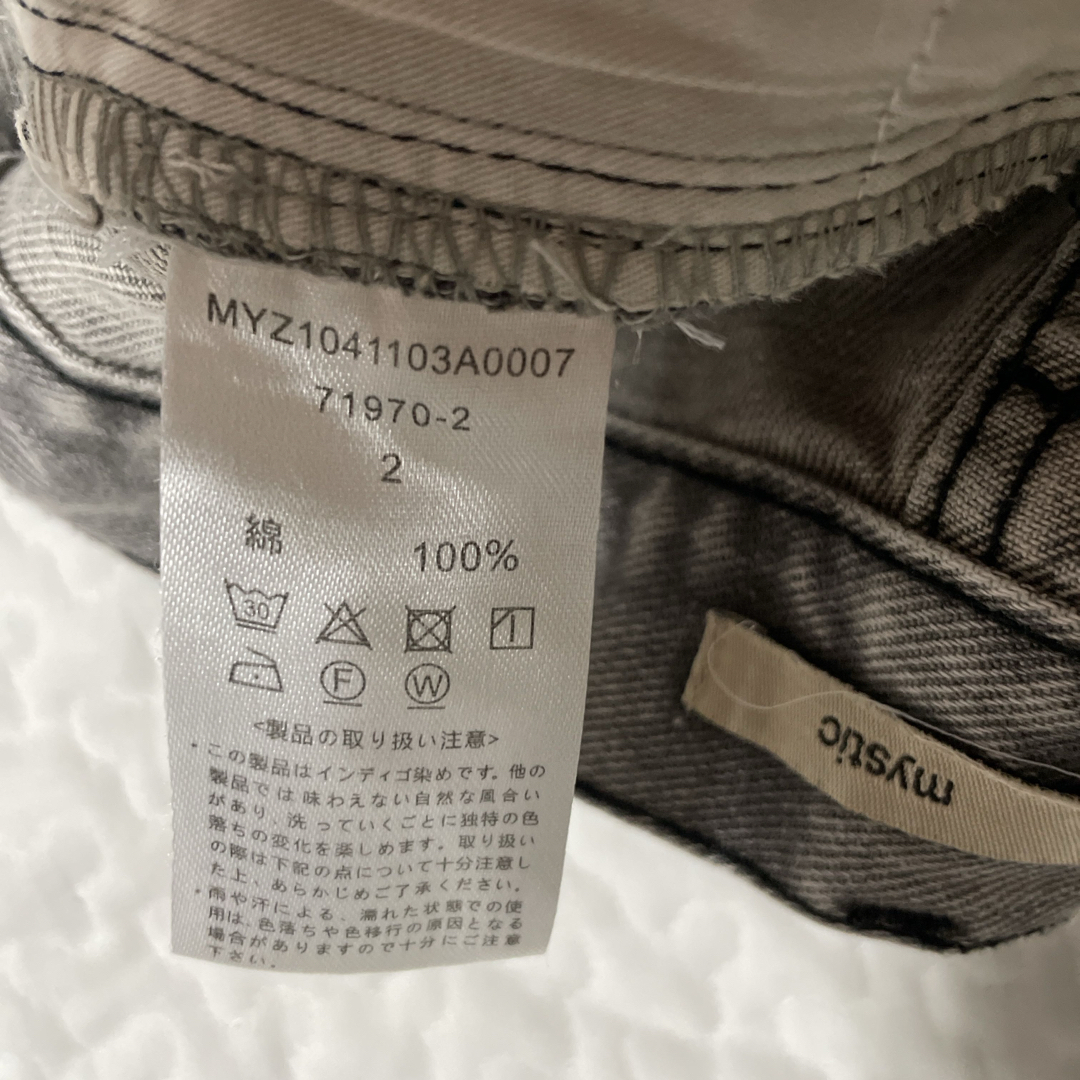 MYZ1041103A0007
71970-2
2
綿 100%
30
F W
<製品の取り扱い注意>
・この製品はインディゴ染めです。他の
製品では味わえない自然な風合い
があり、洗っていくごとに独特の色
落ちの変化を楽しめます。取り扱い
の際は下記の点について十分注意し
た上、あらかじめご了承ください。
・雨や汗による、濡れた状態での使
用は、色落ちや色移行の原因となる
場合がありますので十分にご注意
下さい。
mystic